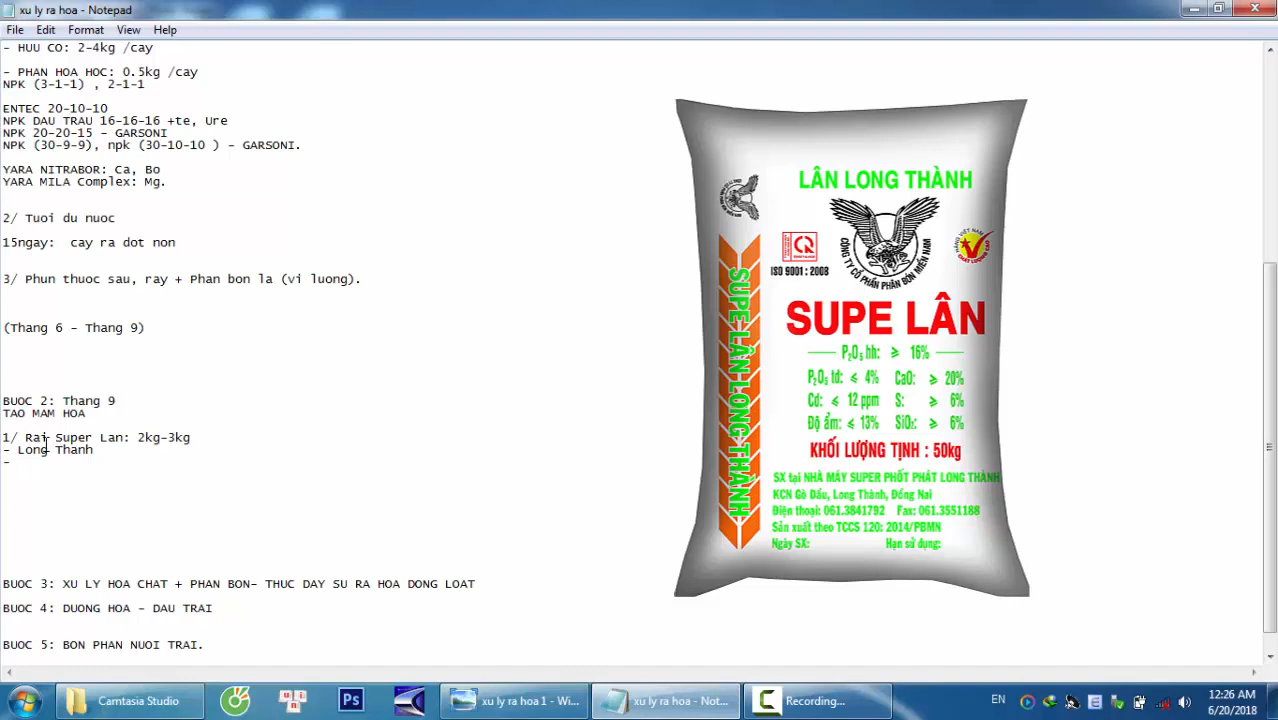 xu ly ra hoa - Notepad
File Edit Format View Help
- HUU CO: 2-4kg /cay
- PHAN HOA HOC: 0.5kg /cay
NPK (3-1-1) , 2-1-1
ENTEC 20-10-10
NPK DAU TRAU 16-16-16 +te, Ure
NPK 20-20-15 - GARSONI
NPK (30-9-9), npk (30-10-10 ) - GARSONI.
YARA NITRABOR: Ca, Bo
YARA MILA Complex: Mg.
2/ Tuoi du nuoc
15ngay: cay ra dot non
3/ Phun thuoc sau, ray + Phan bon la (vi luong).
(Thang 6 - Thang 9)
BUOC 2: Thang 9
TAO MAM HOA
1/ Rai Super Lan: 2kg-3kg
- Long Thanh
-
BUOC 3: XU LY HOA CHAT + PHAN BON- THUC DAY SU RA HOA DONG LOAT
BUOC 4: DUONG HOA - DAU TRAI
BUOC 5: BON PHAN NUOI TRAI.
LÂN LONG THÀNH
CÔNG TY CỔ PHẦN PHÂN BÓN MIỀN NAM
ISO 9001 : 2008
SUPE LÂN LONG THÀNH
SUPE LÂN
P₂O₅ hh: ≥ 16%
P₂O₅ td: ≤ 4% CaO: ≥ 20%
Cd: ≤ 12 ppm S: ≥ 6%
Độ ẩm: ≤ 13% SiO₂: ≥ 6%
KHỐI LƯỢNG TỊNH : 50kg
SX tại NHÀ MÁY SUPER PHỐT PHÁT LONG THÀNH
KCN Gò Dầu, Long Thành, Đồng Nai
Điện thoại: 061.3841792 Fax: 061.3551188
Sản xuất theo TCCS 120: 2014/PBMN
Ngày SX: Hạn sử dụng:
Camtasia Studio
Ps
xu ly ra hoa 1 - Wi...
xu ly ra hoa - Not...
Recording...
EN
12:26 AM
6/20/2018